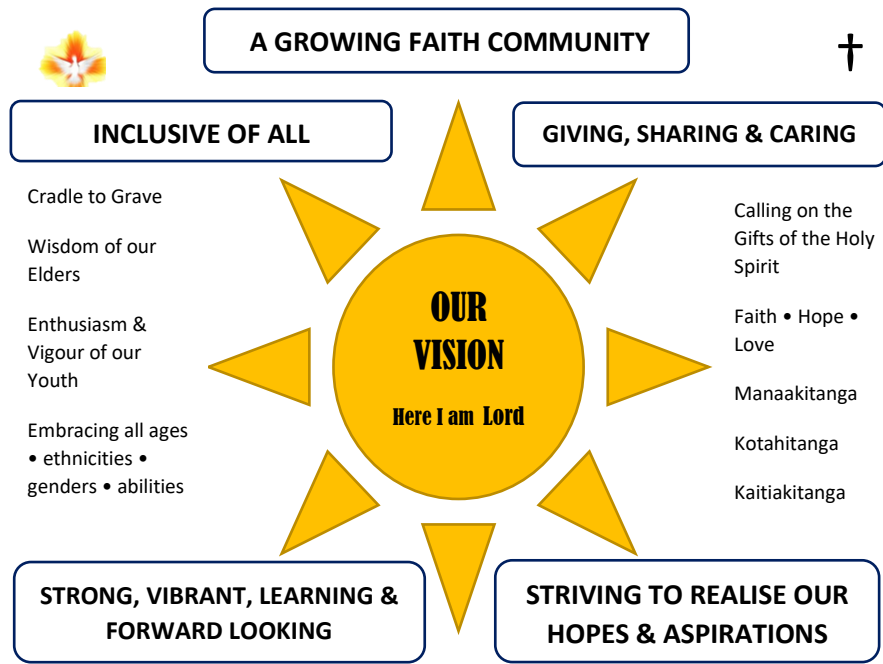 A GROWING FAITH COMMUNITY
INCLUSIVE OF ALL
GIVING, SHARING & CARING
Cradle to Grave
Wisdom of our
Elders
Enthusiasm &
Vigour of our
Youth
Embracing all ages
• ethnicities •
genders • abilities
OUR
VISION
Here I am Lord
Calling on the
Gifts of the Holy
Spirit
Faith • Hope •
Love
Manaakitanga
Kotahitanga
Kaitiakitanga
STRONG, VIBRANT, LEARNING &
FORWARD LOOKING
STRIVING TO REALISE OUR
HOPES & ASPIRATIONS